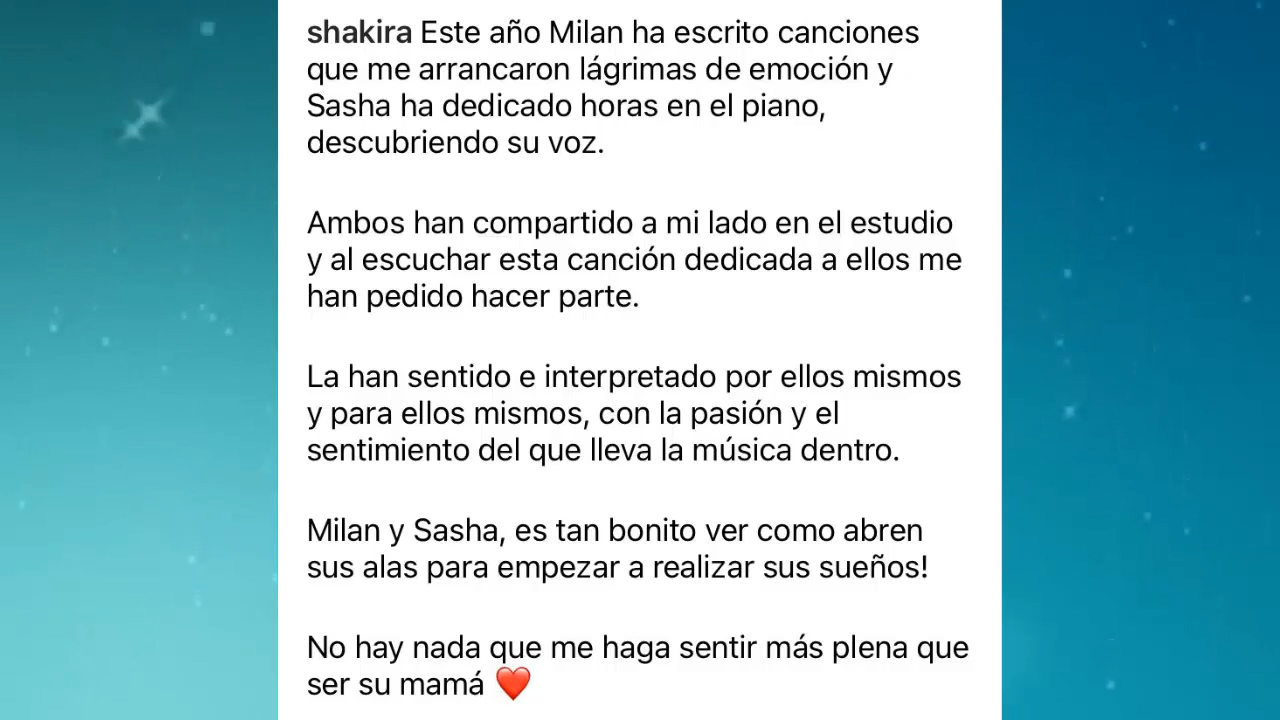 shakira Este año Milan ha escrito canciones
que me arrancaron lágrimas de emoción y
Sasha ha dedicado horas en el piano,
descubriendo su voz.
Ambos han compartido a mi lado en el estudio
y al escuchar esta canción dedicada a ellos me
han pedido hacer parte.
La han sentido e interpretado por ellos mismos
y para ellos mismos, con la pasión y el
sentimiento del que lleva la música dentro.
Milan y Sasha, es tan bonito ver como abren
sus alas para empezar a realizar sus sueños!
No hay nada que me haga sentir más plena que
ser su mamá ❤️